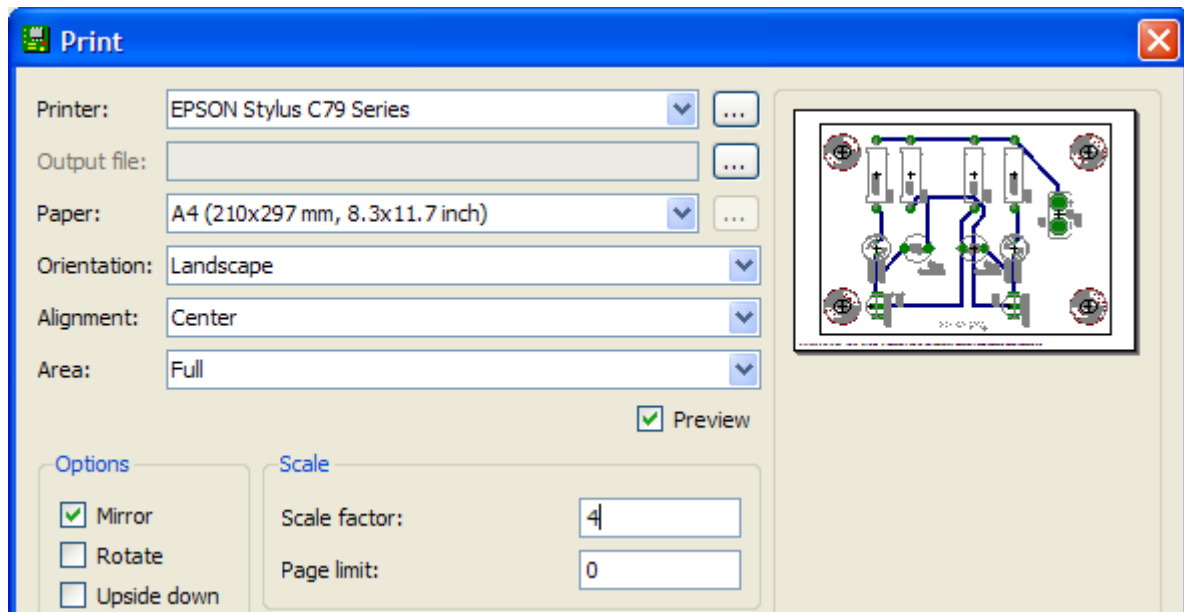 Print
Printer: EPSON Stylus C79 Series ...
Output file: ...
Paper: A4 (210x297 mm, 8.3x11.7 inch) ...
Orientation: Landscape
Alignment: Center
Area: Full
Preview
Options
Mirror
Rotate
Upside down
Scale
Scale factor: 4
Page limit: 0